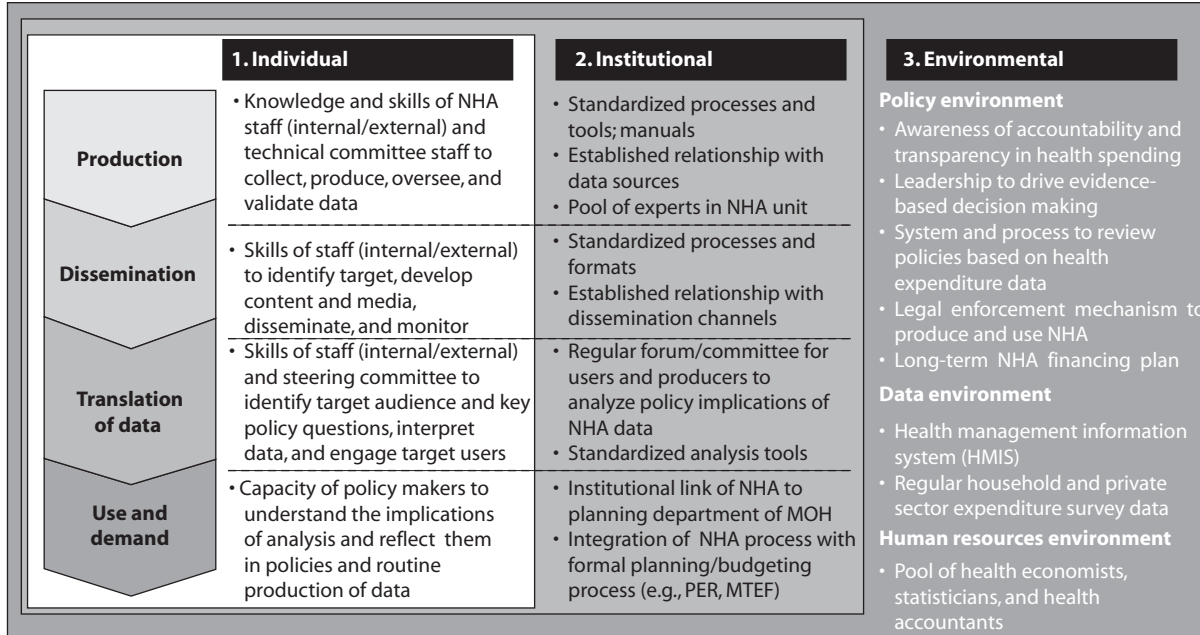 1. Individual
2. Institutional
3. Environmental
Production
• Knowledge and skills of NHA
staff (internal/external) and
technical committee staff to
collect, produce, oversee, and
validate data
• Standardized processes and
tools; manuals
• Established relationship with
data sources
• Pool of experts in NHA unit
Dissemination
• Skills of staff (internal/external)
to identify target, develop
content and media,
disseminate, and monitor
• Standardized processes and
formats
• Established relationship with
dissemination channels
Translation
of data
• Skills of staff (internal/external)
and steering committee to
identify target audience and key
policy questions, interpret
data, and engage target users
• Regular forum/committee for
users and producers to
analyze policy implications of
NHA data
• Standardized analysis tools
Use and
demand
• Capacity of policy makers to
understand the implications
of analysis and reflect them
in policies and routine
production of data
• Institutional link of NHA to
planning department of MOH
• Integration of NHA process with
formal planning/budgeting
process (e.g., PER, MTEF)
Policy environment
• Awareness of accountability and
transparency in health spending
• Leadership to drive evidence-
based decision making
• System and process to review
policies based on health
expenditure data
• Legal enforcement mechanism to
produce and use NHA
• Long-term NHA financing plan
Data environment
• Health management information
system (HMIS)
• Regular household and private
sector expenditure survey data
Human resources environment
• Pool of health economists,
statisticians, and health
accountants